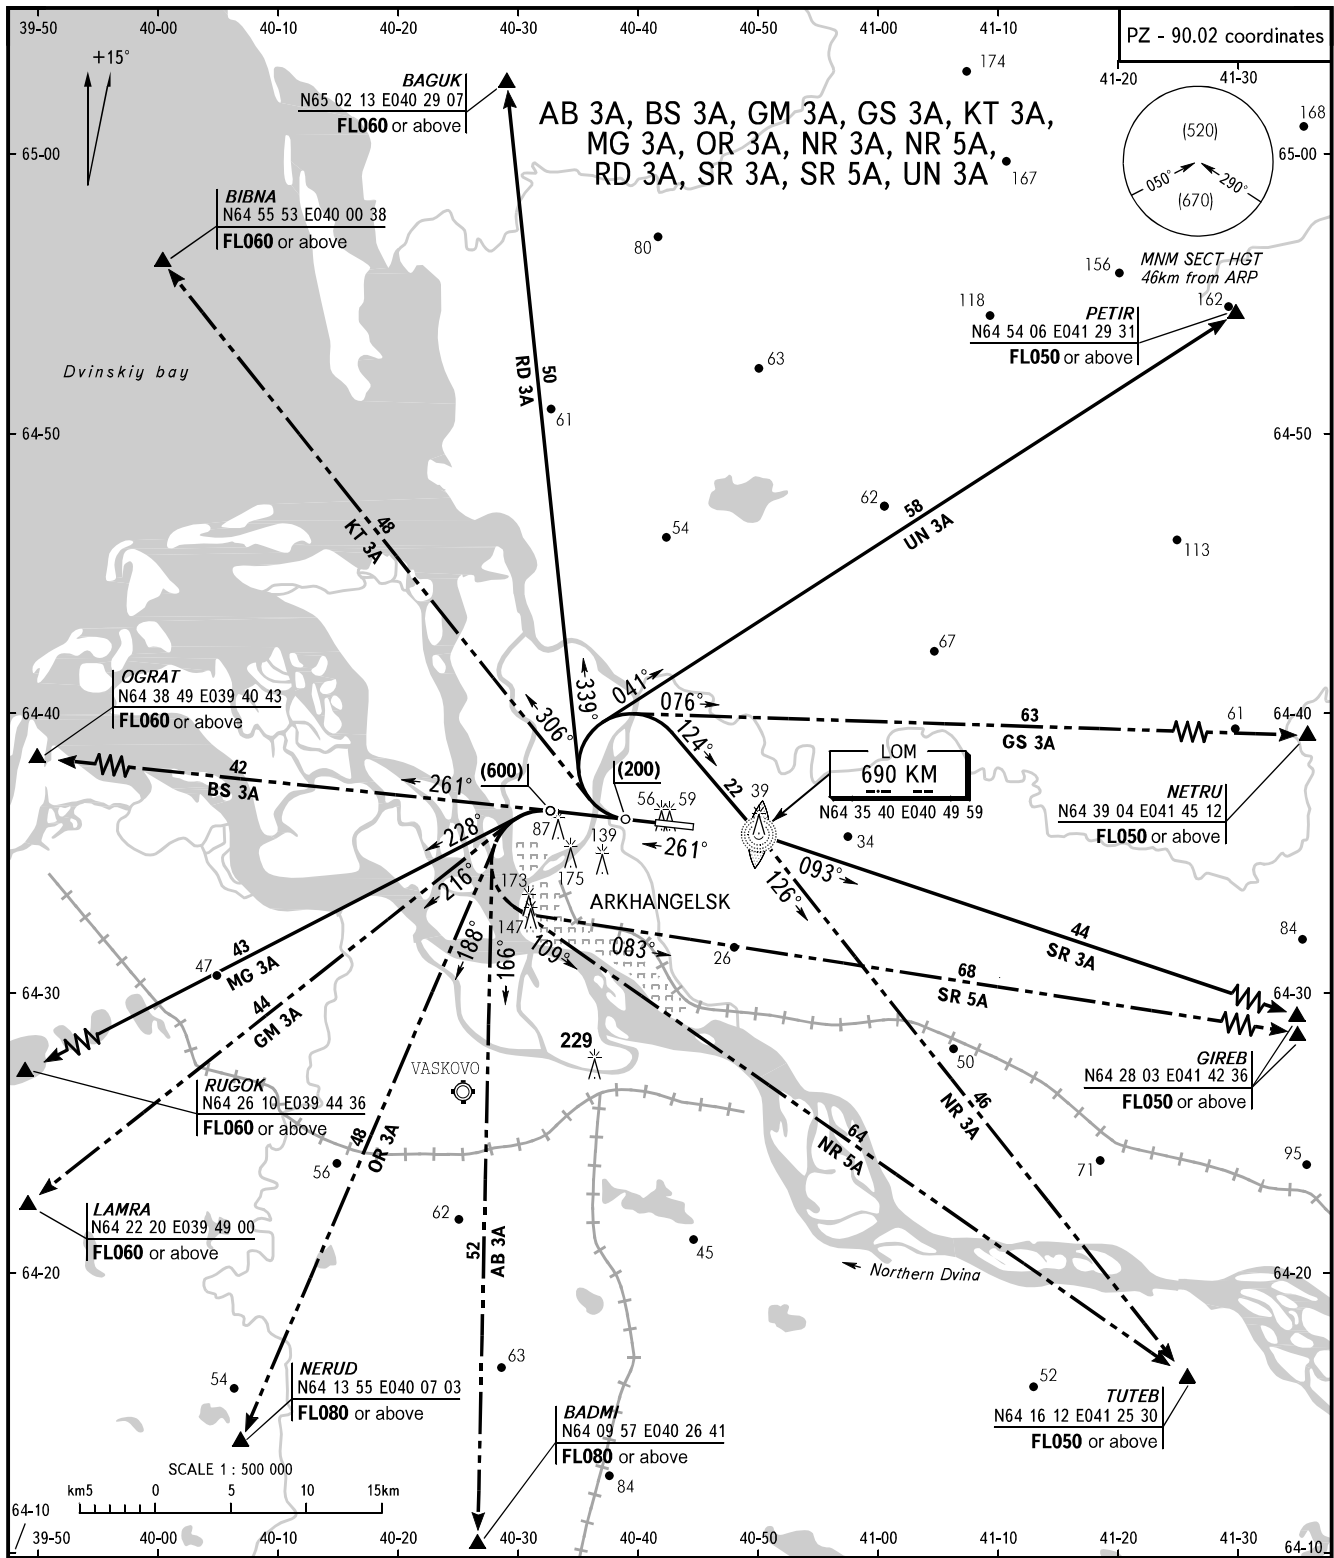 39-50 40-00 40-10 40-20 40-30 40-40 40-50 41-00 41-10
PZ - 90.02 coordinates
41-20 41-30
+15°
BAGUK
N65 02 13 E040 29 07
FL060 or above
AB 3A, BS 3A, GM 3A, GS 3A, KT 3A,
MG 3A, OR 3A, NR 3A, NR 5A,
RD 3A, SR 3A, SR 5A, UN 3A
174
168
167
(520)
050° 290°
(670)
MNM SECT HGT
46km from ARP
65-00
65-00
BIBNA
N64 55 53 E040 00 38
FL060 or above
80
156
118
162
PETIR
N64 54 06 E041 29 31
FL050 or above
Dvinskiy bay
63
50
RD 3A
61
64-50
64-50
48
KT 3A
54
62
58
UN 3A
113
67
OGRAT
N64 38 49 E039 40 43
FL060 or above
64-40
64-40
306°
339°
041°
076°
124°
63
GS 3A
61
42
BS 3A
261°
(600)
(200)
22
LOM
690 KM
N64 35 40 E040 49 59
NETRU
N64 39 04 E041 45 12
FL050 or above
56 59
39
87
139
261°
34
228°
216°
173
175
147
ARKHANGELSK
093°
126°
188°
166°
109°
083°
26
43
MG 3A
47
44
GM 3A
44
SR 3A
84
68
SR 5A
64-30
64-30
229
VASKOVO
50
GIREB
N64 28 03 E041 42 36
FL050 or above
RUGOK
N64 26 10 E039 44 36
FL060 or above
46
NR 3A
64
NR 5A
48
OR 3A
56
71
95
LAMRA
N64 22 20 E039 49 00
FL060 or above
62
52
AB 3A
45
64-20
64-20
Northern Dvina
63
54
52
NERUD
N64 13 55 E040 07 03
FL080 or above
TUTEB
N64 16 12 E041 25 30
FL050 or above
BADMI
N64 09 57 E040 26 41
FL080 or above
84
SCALE 1 : 500 000
km5 0 5 10 15km
64-10
39-50 40-00 40-10 40-20 40-30 40-40 40-50 41-00 41-10 41-20 41-30 64-10